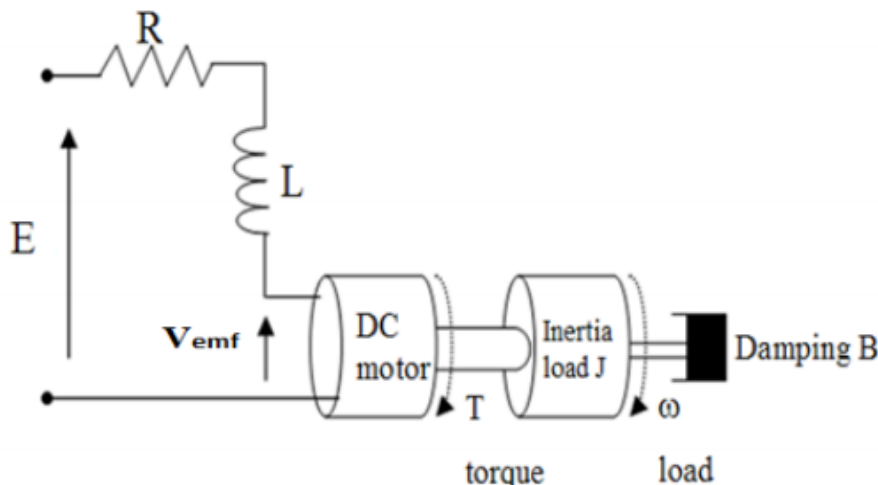 R
L
E
Vemf
DC
motor
T
Inertia
load J
ω
Damping B
torque
load